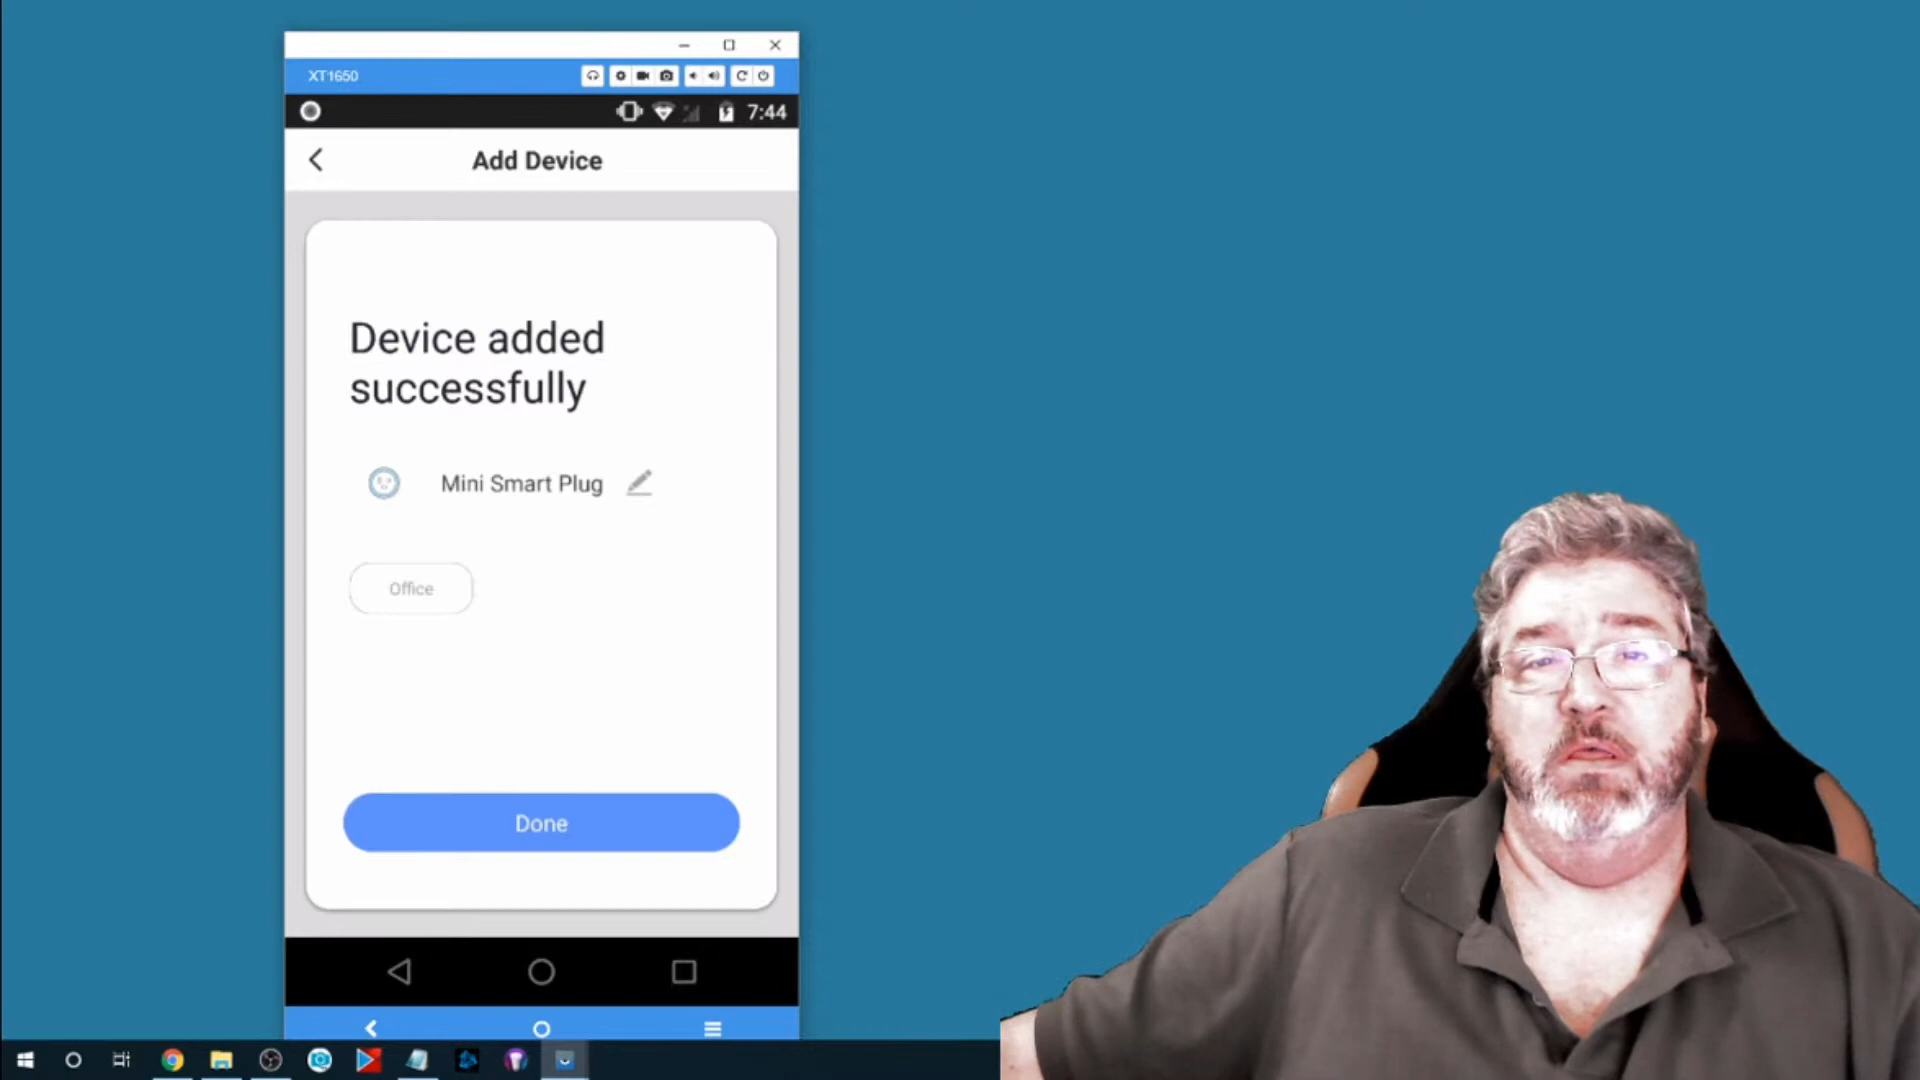 XT1650
7:44
Add Device
Device added
successfully
Mini Smart Plug
Office
Done